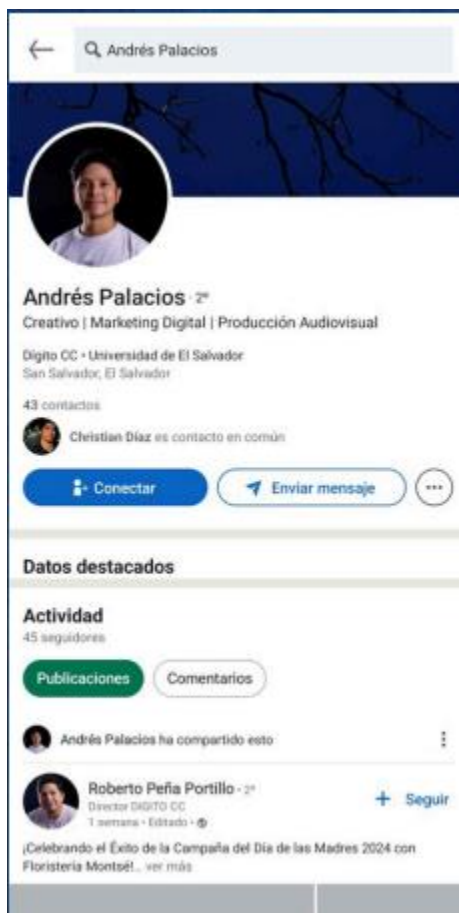 Andrés Palacios
Andrés Palacios · 2º
Creativo | Marketing Digital | Producción Audiovisual
Dígito CC • Universidad de El Salvador
San Salvador, El Salvador
43 contactos
Christian Díaz es contacto en común
Conectar
Enviar mensaje
Datos destacados
Actividad
45 seguidores
Publicaciones
Comentarios
Andrés Palacios ha compartido esto
Roberto Peña Portillo · 2º
+ Seguir
Director DIGITO CC
1 semana • Editado •
¡Celebrando el Éxito de la Campaña del Día de las Madres 2024 con
Floristería Montsé!... ver más